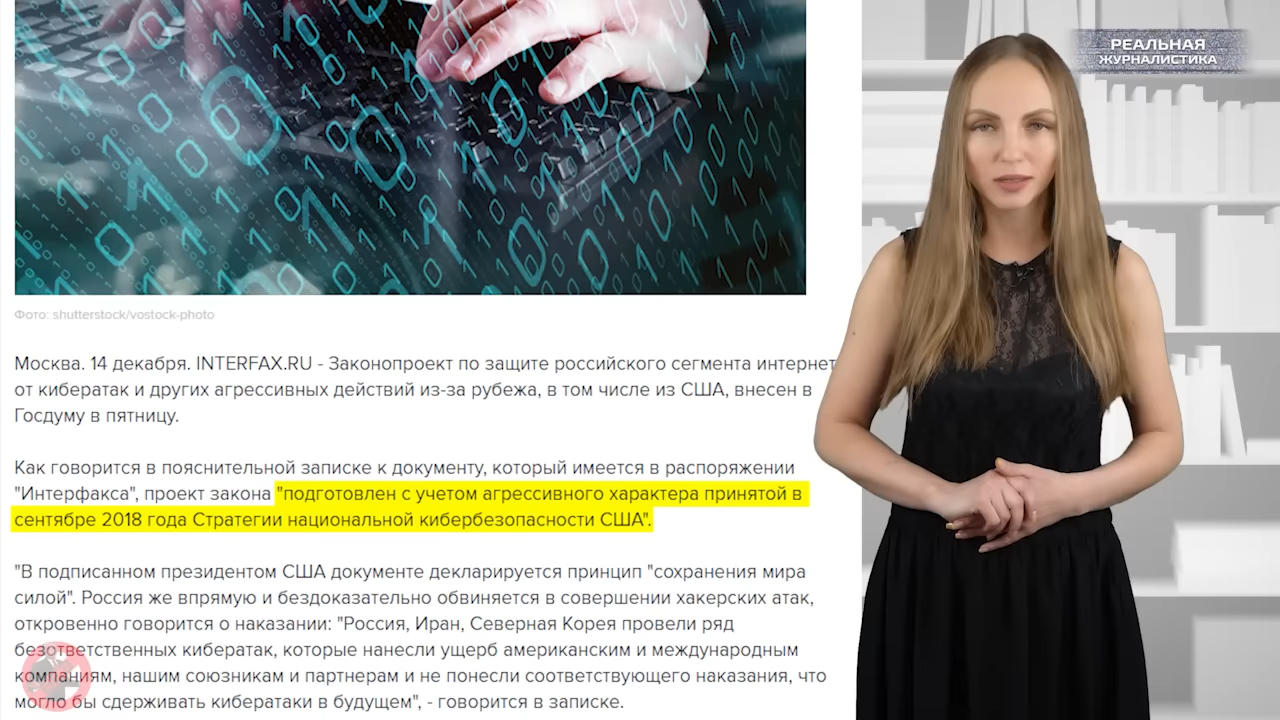 РЕАЛЬНАЯ
ЖУРНАЛИСТИКА
Фото: shutterstock/vostock-photo
Москва. 14 декабря. INTERFAX.RU - Законопроект по защите российского сегмента интернет
от кибератак и других агрессивных действий из-за рубежа, в том числе из США, внесен в
Госдуму в пятницу.
Как говорится в пояснительной записке к документу, который имеется в распоряжении
"Интерфакса", проект закона "подготовлен с учетом агрессивного характера принятой в
сентябре 2018 года Стратегии национальной кибербезопасности США".
"В подписанном президентом США документе декларируется принцип "сохранения мира
силой". Россия же впрямую и бездоказательно обвиняется в совершении хакерских атак,
откровенно говорится о наказании: "Россия, Иран, Северная Корея провели ряд
безответственных кибератак, которые нанесли ущерб американским и международным
компаниям, нашим союзникам и партнерам и не понесли соответствующего наказания, что
могло бы сдерживать кибератаки в будущем", - говорится в записке.